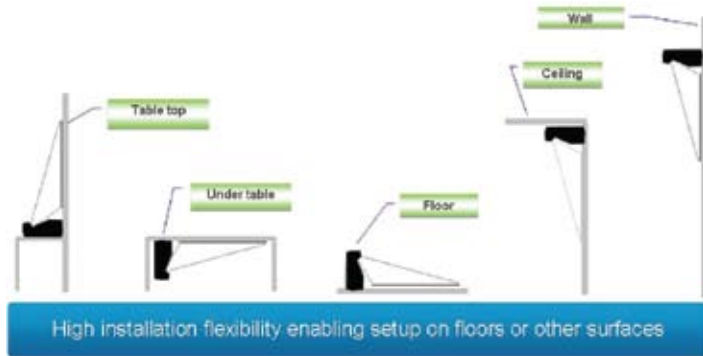 Wall
Ceiling
Table top
Under table
Floor
High installation flexibility enabling setup on floors or other surfaces